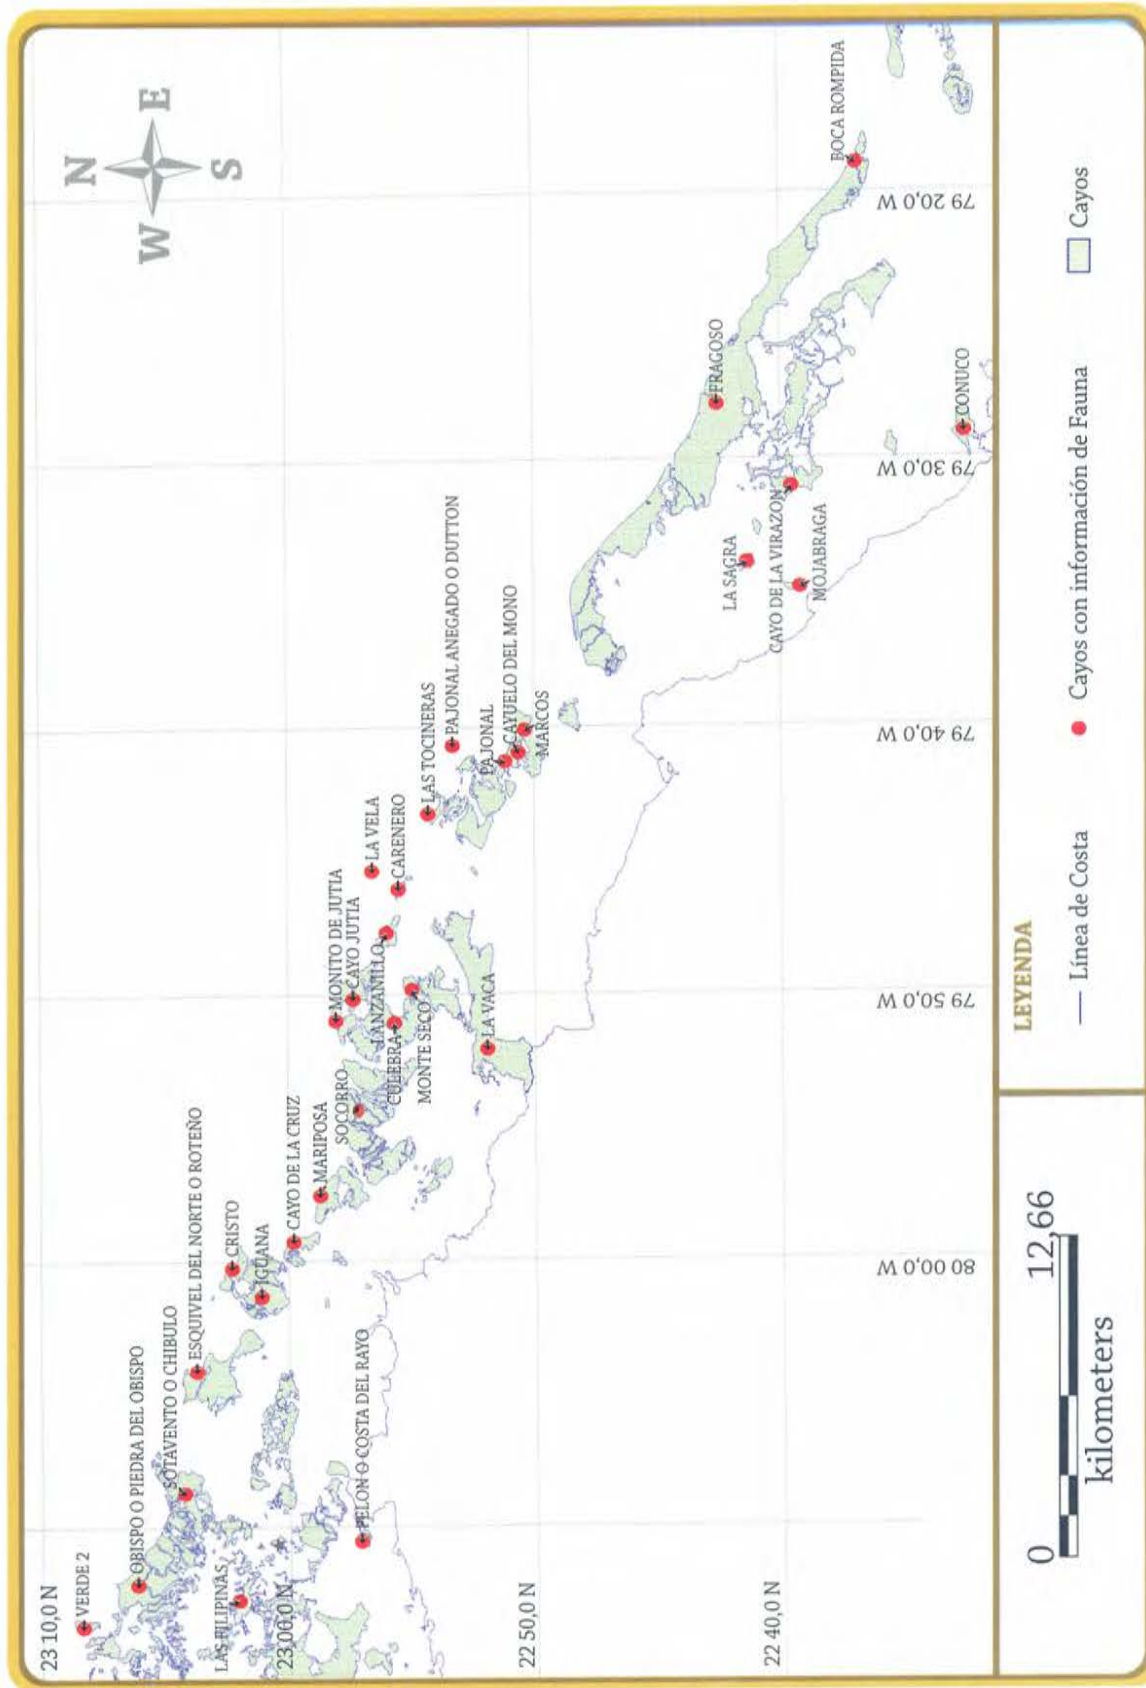 N
W
E
S
23 10,0 N
23 00,0 N
22 50,0 N
22 40,0 N
VERDE 2
OBISPO O PIEDRA DEL OBISPO
SOTAVENTO O CHIBULO
LAS FILIPINAS
ESQUIVEL DEL NORTE O ROTEÑO
CRISTO
IGUANA
PELON O COSTA DEL RAYO
CAYO DE LA CRUZ
MARIPOSA
SOCORRO
MONITO DE JUTIA
CAYO JUTIA
LANZANILLO
CULEBRA
MONTE SECO
LA VACA
LA VELA
CARENERO
LAS TOCINERAS
PAJONAL ANEGADO O DUTTON
PAJONAL
CAYUELO DEL MONO
MARCOS
FRAGOSO
LA SAGRA
CAYO DE LA VIRAZON
MOJABRAGA
CONUCO
BOCA ROMPIDA
80 00,0 W
79 50,0 W
79 40,0 W
79 30,0 W
79 20,0 W
0
12,66
kilometers
LEYENDA
Línea de Costa
Cayos con información de Fauna
Cayos